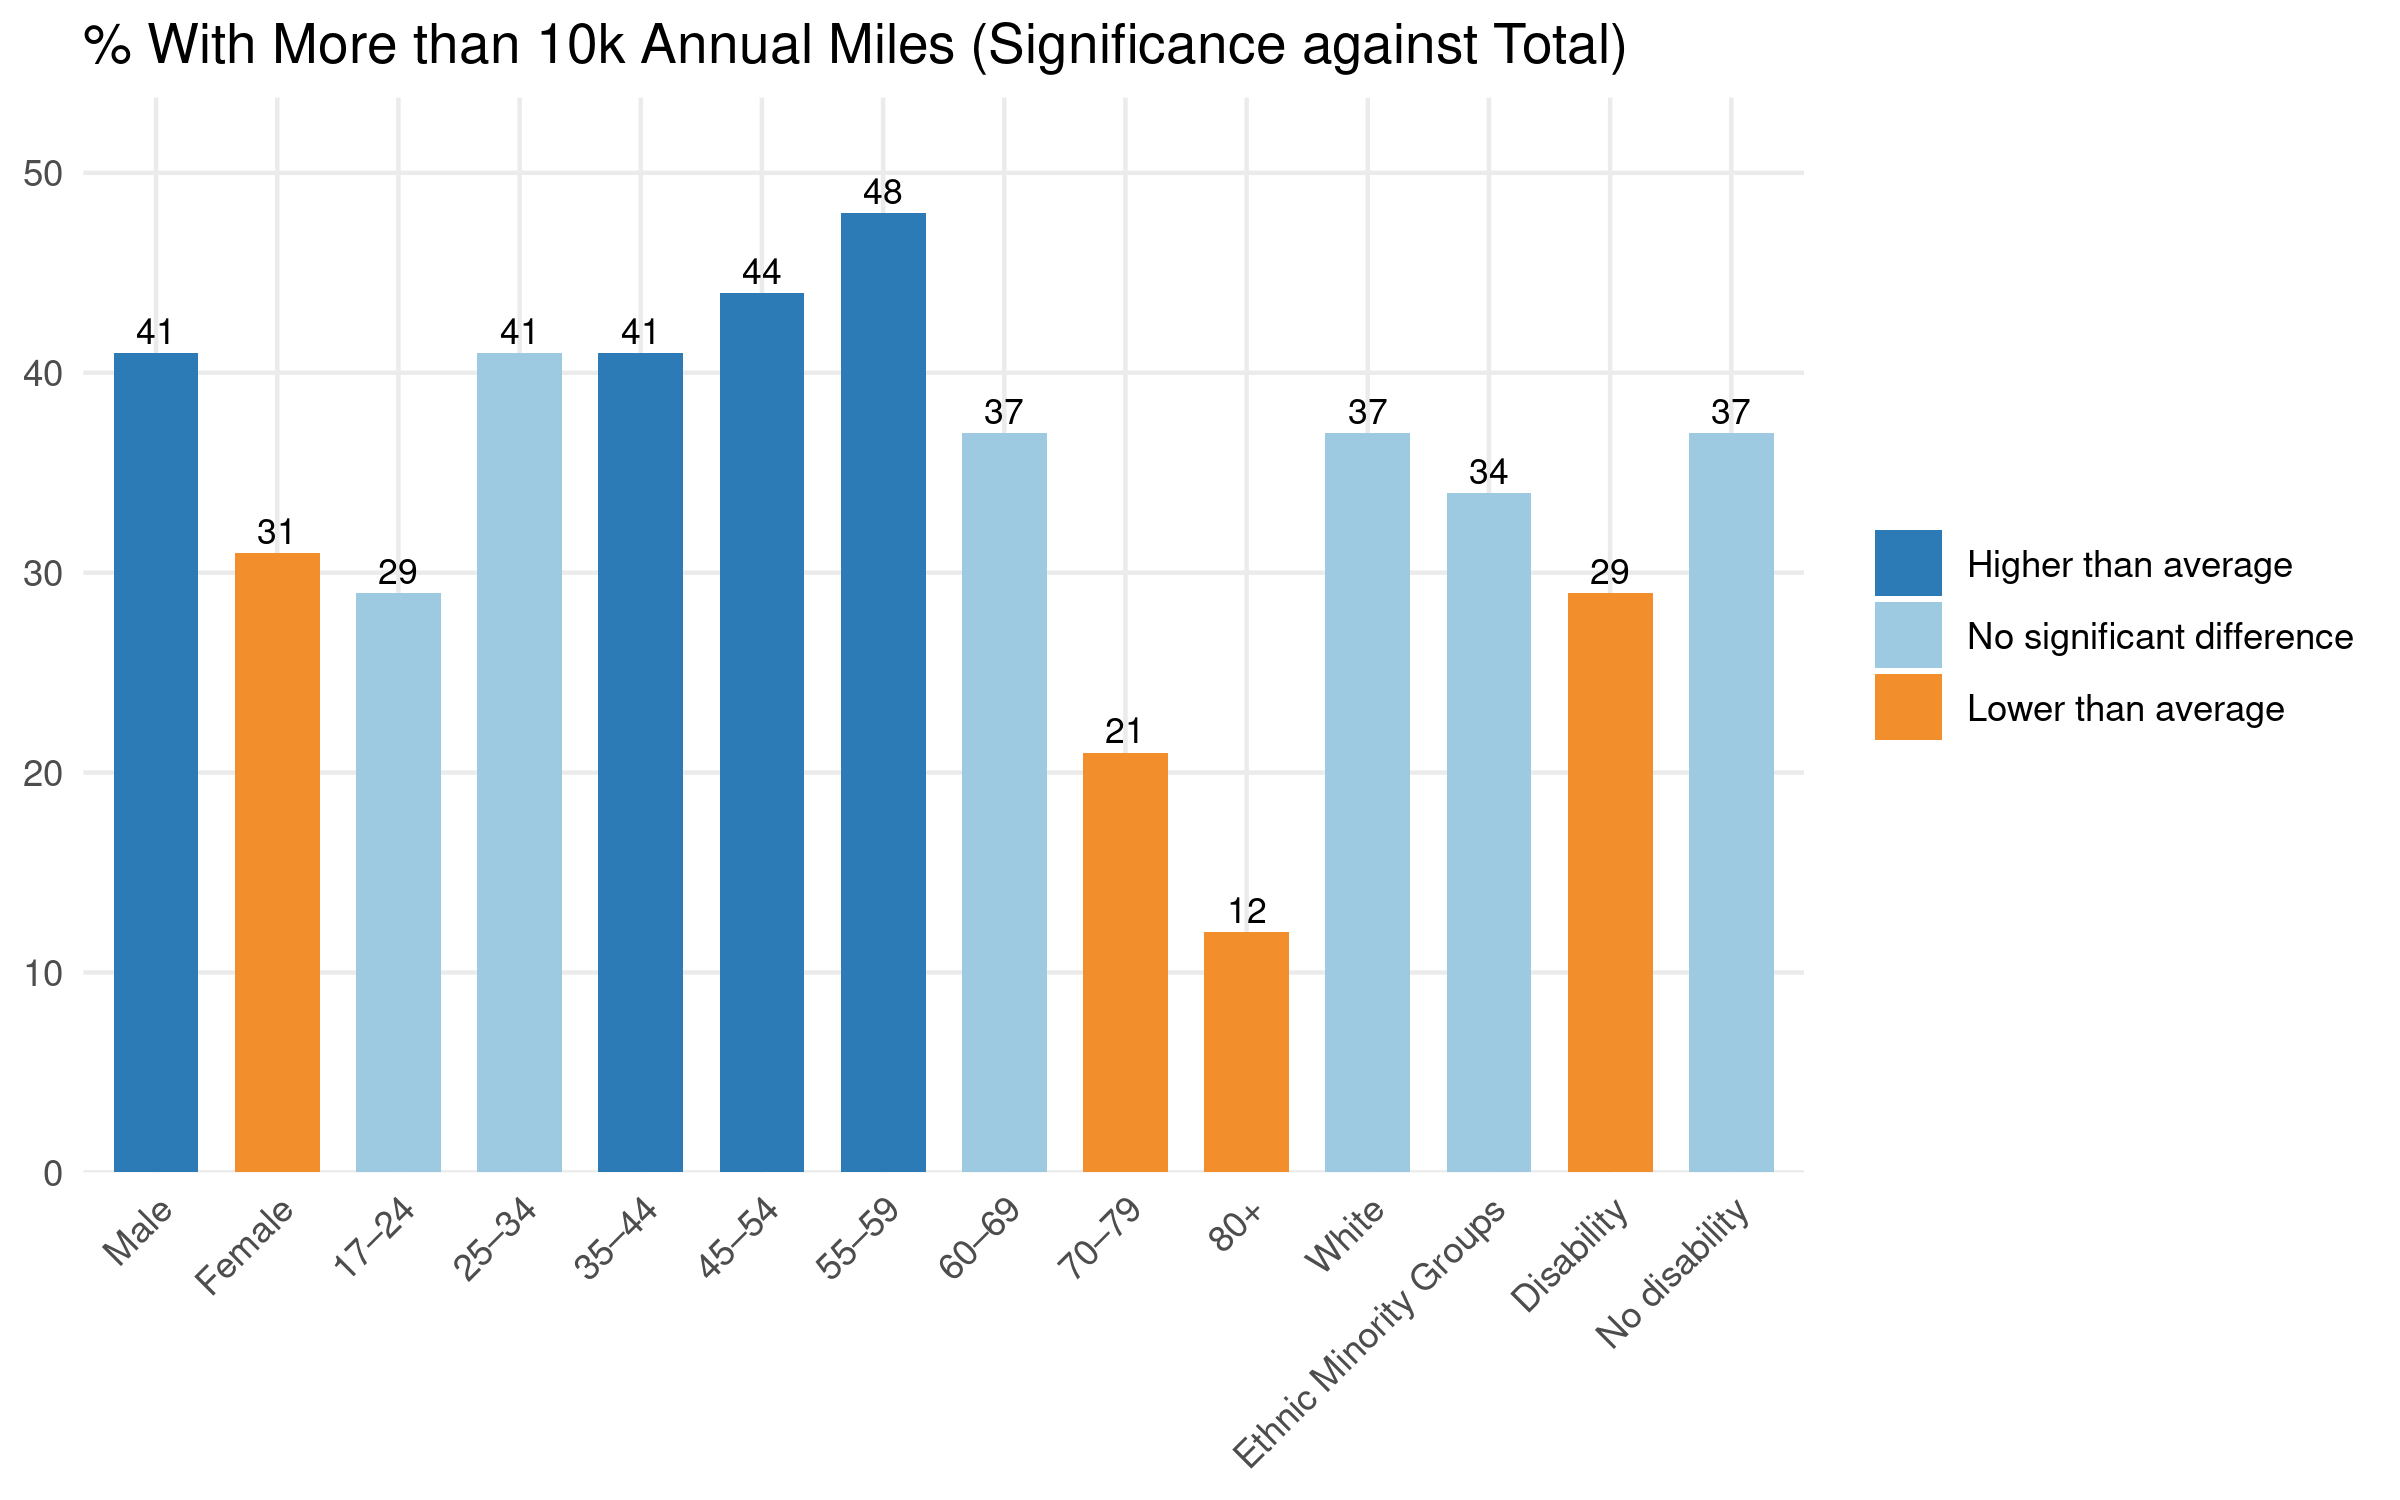 % With More than 10k Annual Miles (Significance against Total)
50
40
30
20
10
0
41
31
29
41
41
44
48
37
21
12
37
34
29
37
Male
Female
17–24
25–34
35–44
45–54
55–59
60–69
70–79
80+
White
Ethnic Minority Groups
Disability
No disability
Higher than average
No significant difference
Lower than average